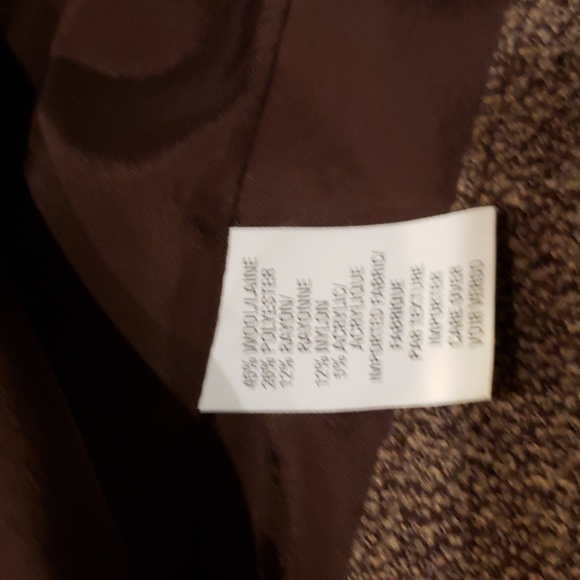 45% WOOL/LAINE
26% POLYESTER
12% RAYON/
RAYONNE
12% NYLON
5% ACRYLIC/
ACRYLIQUE
IMPORTED FABRIC/
FABRIQUE
PAR TEXTURE
IMPORTER
CARE-OVER
VOIR VERSO